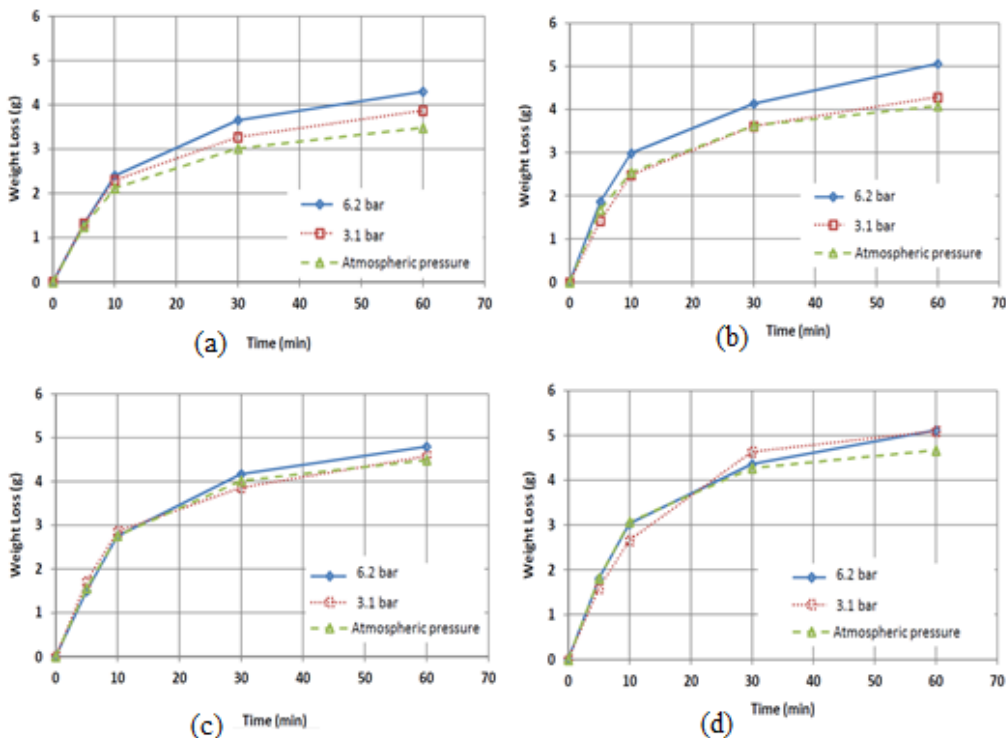 6
5
4
3
2
1
0
Weight Loss (g)
6.2 bar
3.1 bar
Atmospheric pressure
0 10 20 30 40 50 60 70
Time (min)
(a)
6
5
4
3
2
1
0
Weight Loss (g)
6.2 bar
3.1 bar
Atmospheric pressure
0 10 20 30 40 50 60 70
Time (min)
(b)
6
5
4
3
2
1
0
Weight Loss (g)
6.2 bar
3.1 bar
Atmospheric pressure
0 10 20 30 40 50 60 70
Time (min)
(c)
6
5
4
3
2
1
0
Weight Loss (g)
6.2 bar
3.1 bar
Atmospheric pressure
0 10 20 30 40 50 60 70
Time (min)
(d)